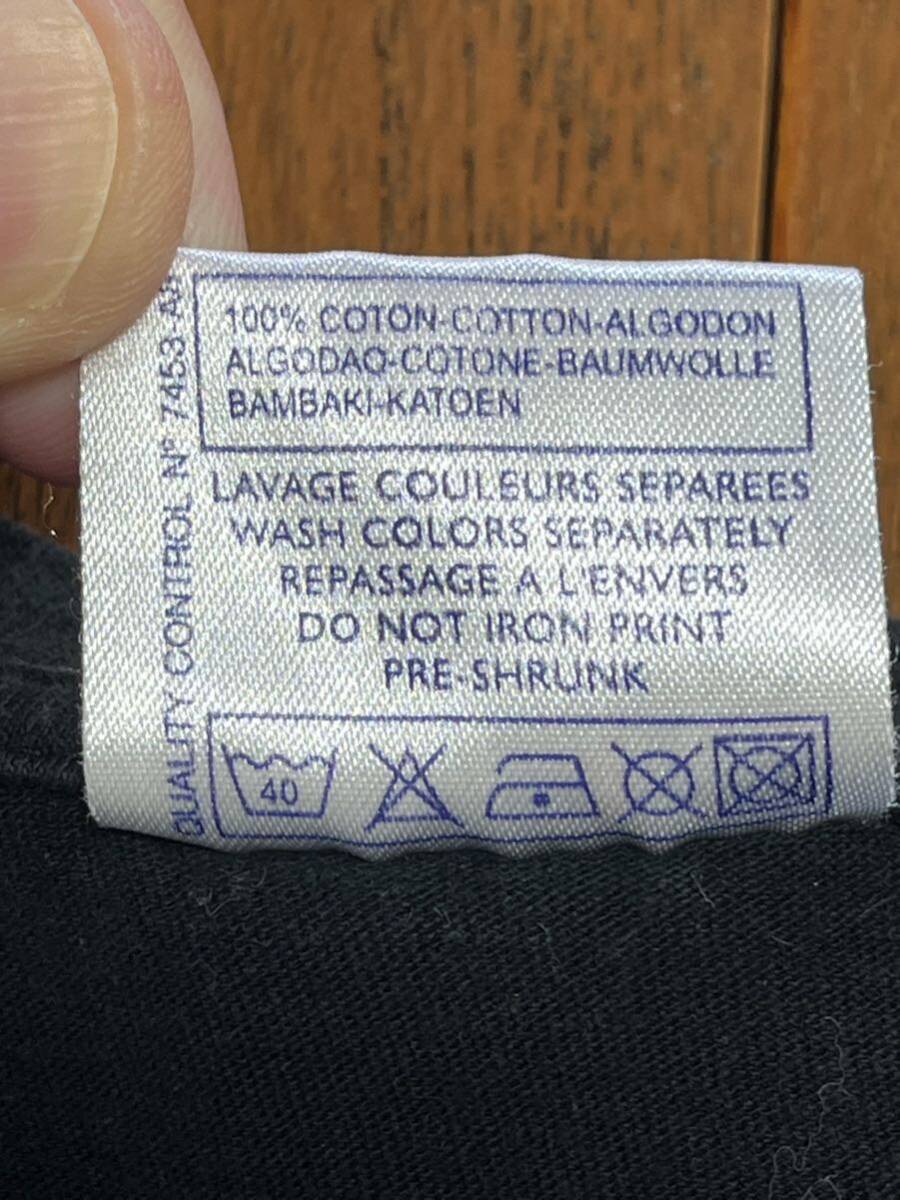 100% COTON-COTTON-ALGODON
ALGODAO-COTONE-BAUMWOLLE
BAMBAKI-KATOEN
LAVAGE COULEURS SEPAREES
WASH COLORS SEPARATELY
REPASSAGE A L'ENVERS
DO NOT IRON PRINT
PRE-SHRUNK
40
QUALITY CONTROL N° 7453-